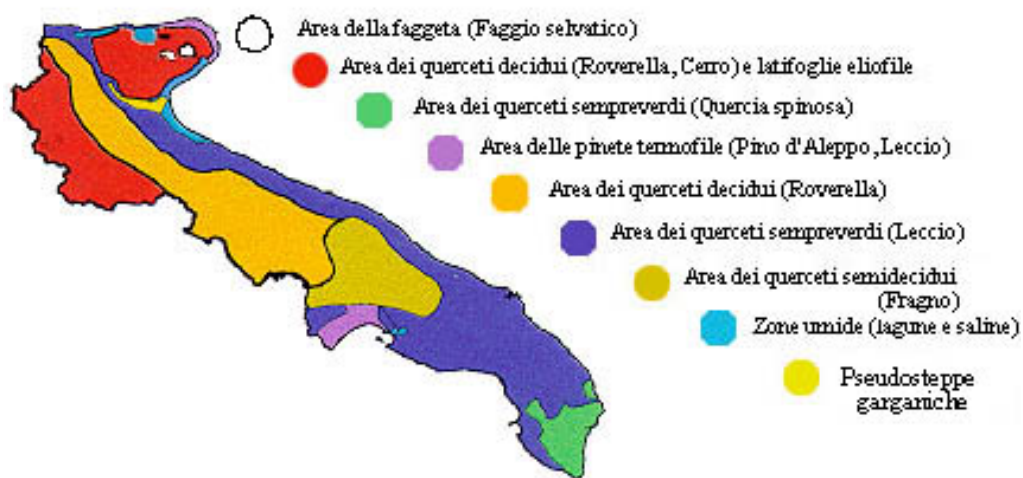 Area della faggeta (Faggio selvatico)
Area dei querceti decidui (Roverella, Cerro) e latifoglie eliofile
Area dei querceti sempreverdi (Quercia spinosa)
Area delle pinete termofile (Pino d'Aleppo, Leccio)
Area dei querceti decidui (Roverella)
Area dei querceti sempreverdi (Leccio)
Area dei querceti semidecidui
(Fragno)
Zone umide (lagune e saline)
Pseudosteppe
garganiche